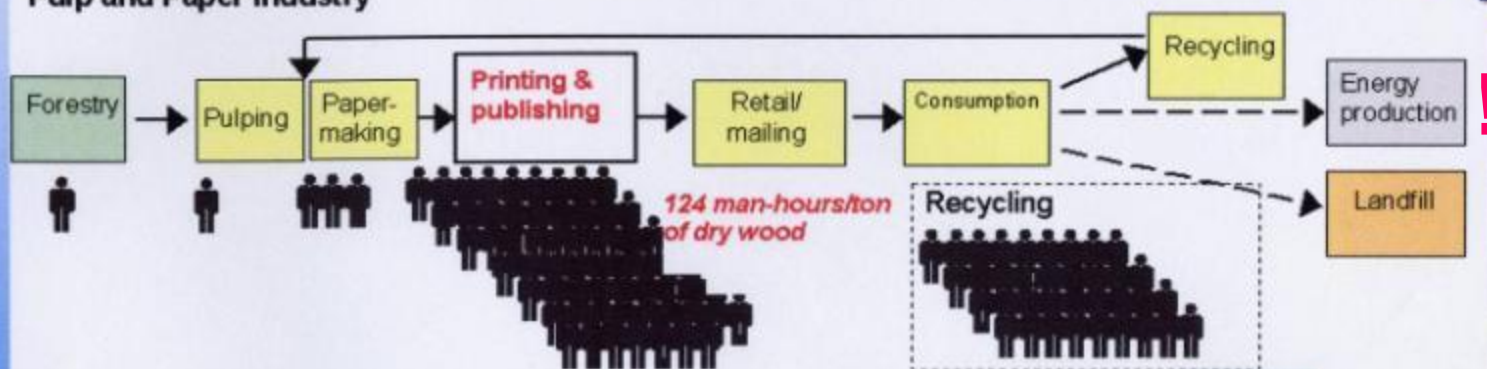 Pulp and Paper Industry
Forestry
Pulping
Paper-
making
Printing &
publishing
Retail/
mailing
Consumption
Recycling
Energy
production
!
Landfill
124 man-hours/ton
of dry wood
Recycling